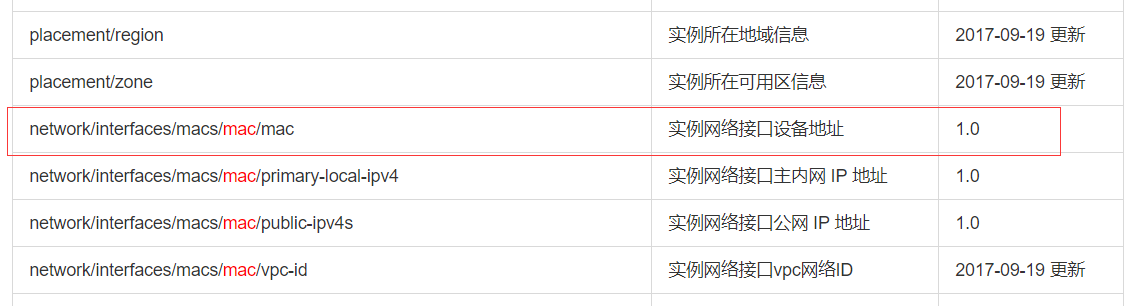 placement/region 实例所在地域信息 2017-09-19 更新
placement/zone 实例所在可用区信息 2017-09-19 更新
network/interfaces/macs/mac/mac 实例网络接口设备地址 1.0
network/interfaces/macs/mac/primary-local-ipv4 实例网络接口主内网 IP 地址 1.0
network/interfaces/macs/mac/public-ipv4s 实例网络接口公网 IP 地址 1.0
network/interfaces/macs/mac/vpc-id 实例网络接口vpc网络ID 2017-09-19 更新